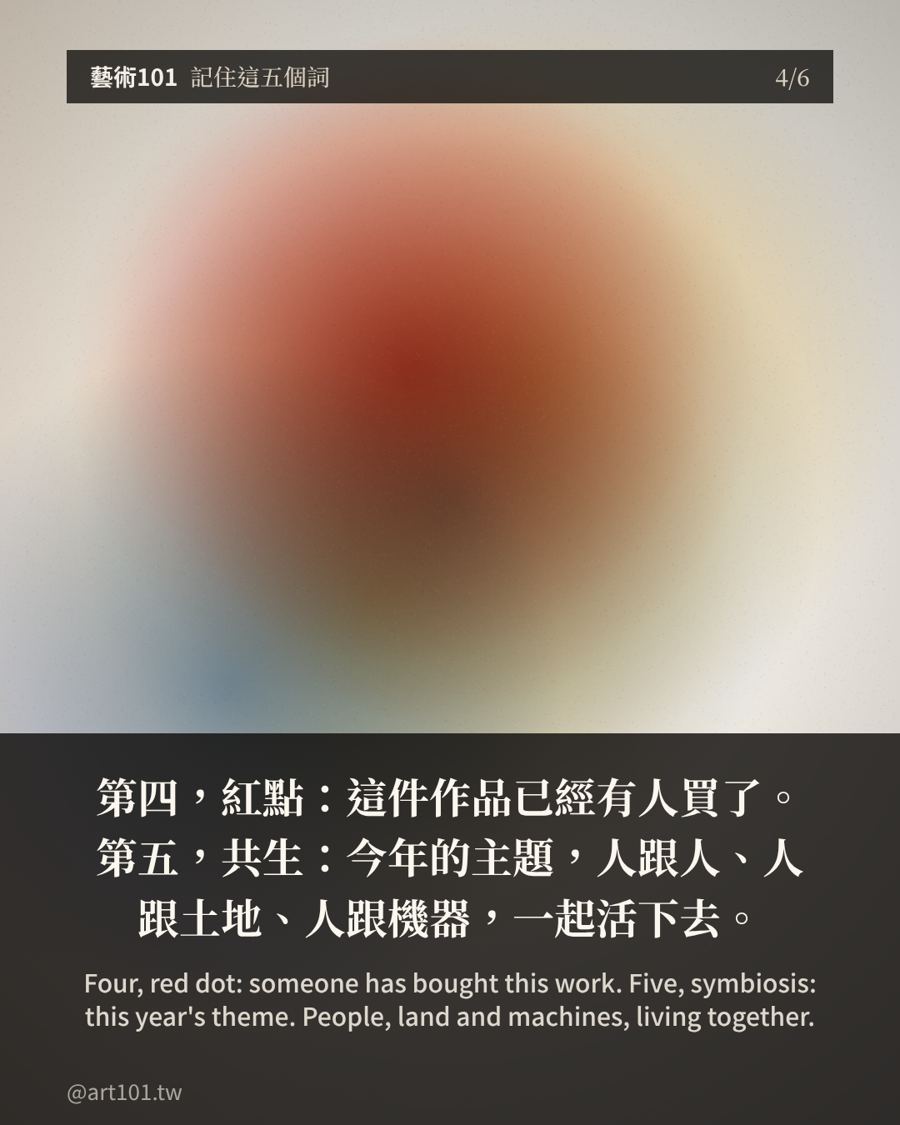 藝術101 記住這五個詞 4/6
第四，紅點：這件作品已經有人買了。
第五，共生：今年的主題，人跟人、人
跟土地、人跟機器，一起活下去。
Four, red dot: someone has bought this work. Five, symbiosis:
this year's theme. People, land and machines, living together.
@art101.tw